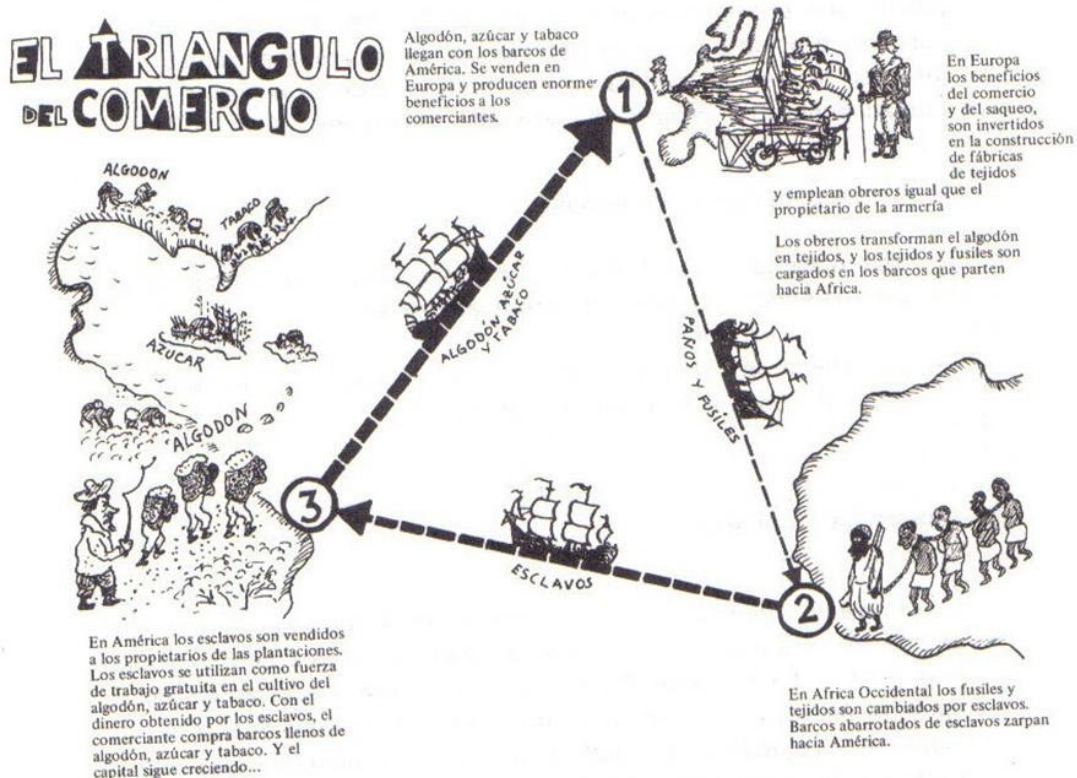 EL TRIANGULO
DEL COMERCIO
Algodón, azúcar y tabaco
llegan con los barcos de
América. Se venden en
Europa y producen enormes
beneficios a los
comerciantes.
1
En Europa
los beneficios
del comercio
y del saqueo,
son invertidos
en la construcción
de fábricas
de tejidos
y emplean obreros igual que el
propietario de la armería
Los obreros transforman el algodón
en tejidos, y los tejidos y fusiles son
cargados en los barcos que parten
hacia Africa.
ALGODON
TABACO
AZUCAR
ALGODON
ALGODÓN AZÚCAR
Y TABACO
PAÑOS Y FUSILES
3
ESCLAVOS
2
En América los esclavos son vendidos
a los propietarios de las plantaciones.
Los esclavos se utilizan como fuerza
de trabajo gratuita en el cultivo del
algodón, azúcar y tabaco. Con el
dinero obtenido por los esclavos, el
comerciante compra barcos llenos de
algodón, azúcar y tabaco. Y el
capital sigue creciendo...
En Africa Occidental los fusiles y
tejidos son cambiados por esclavos.
Barcos abarrotados de esclavos zarpan
hacia América.